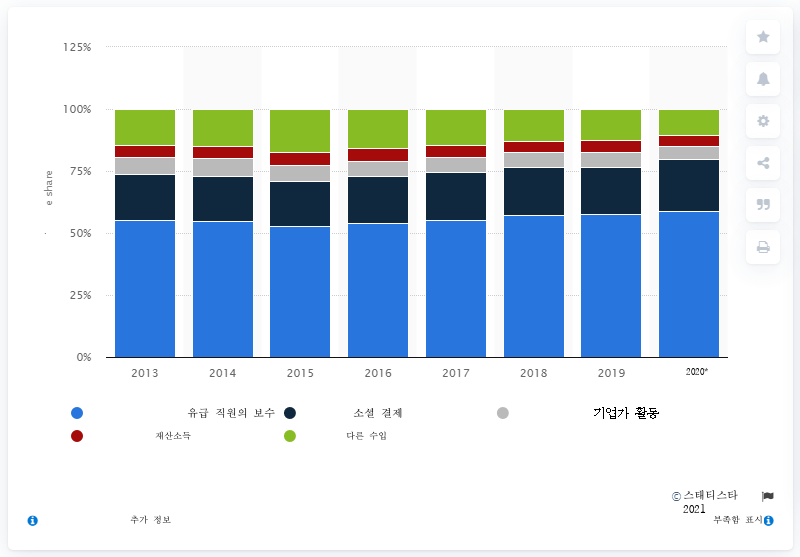 125%
100%
75%
50%
25%
0%
e share
2013 2014 2015 2016 2017 2018 2019 2020*
유급 직원의 보수 소셜 결제 기업가 활동
재산소득 다른 수입
© 스태티스타
2021
추가 정보 부족함 표시